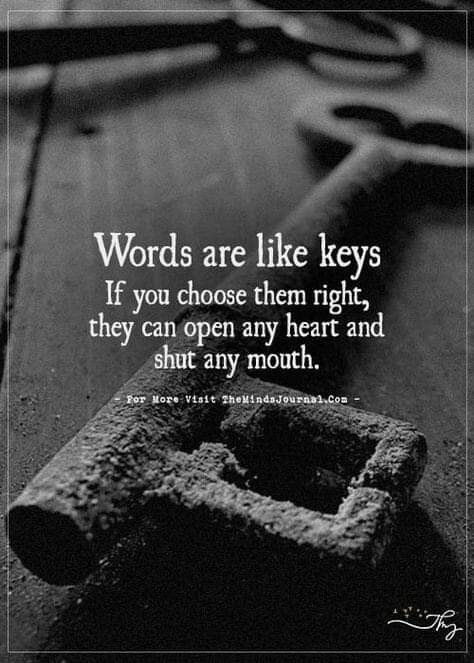 Words are like keys
If you choose them right,
they can open any heart and
shut any mouth.
- For More Visit TheMindsJournal.Com -